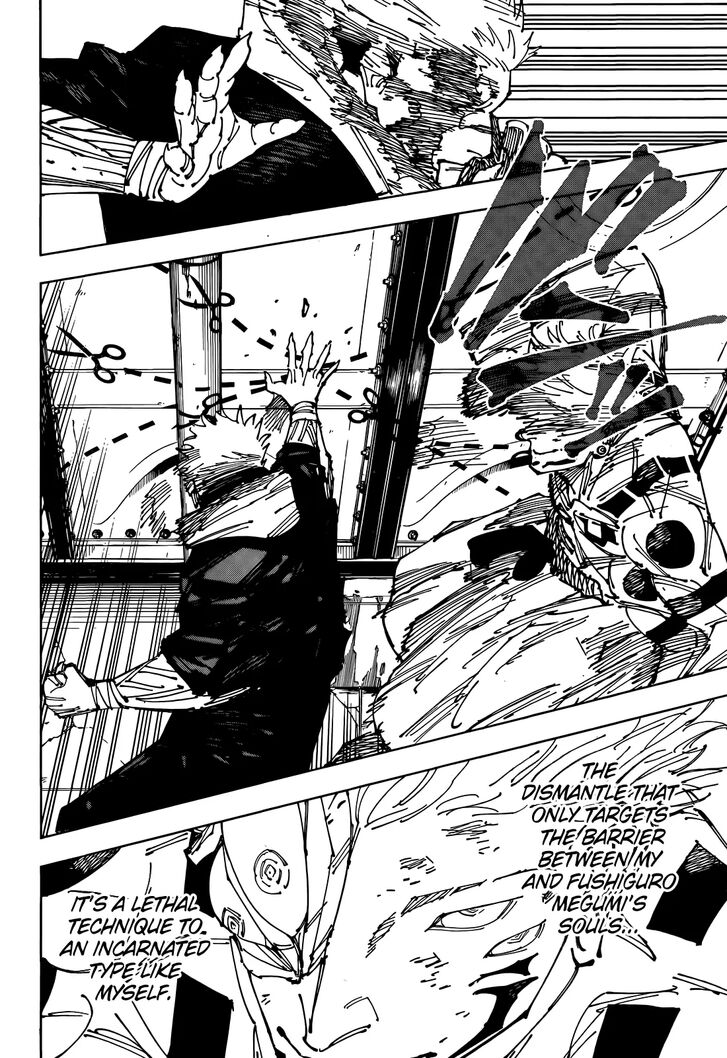 THE
DISMANTLE THAT
ONLY TARGETS
THE BARRIER
BETWEEN MY
AND FUSHIGURO
MEGUMI'S
SOULS...
IT'S A LETHAL
TECHNIQUE TO
AN INCARNATED
TYPE LIKE
MYSELF.